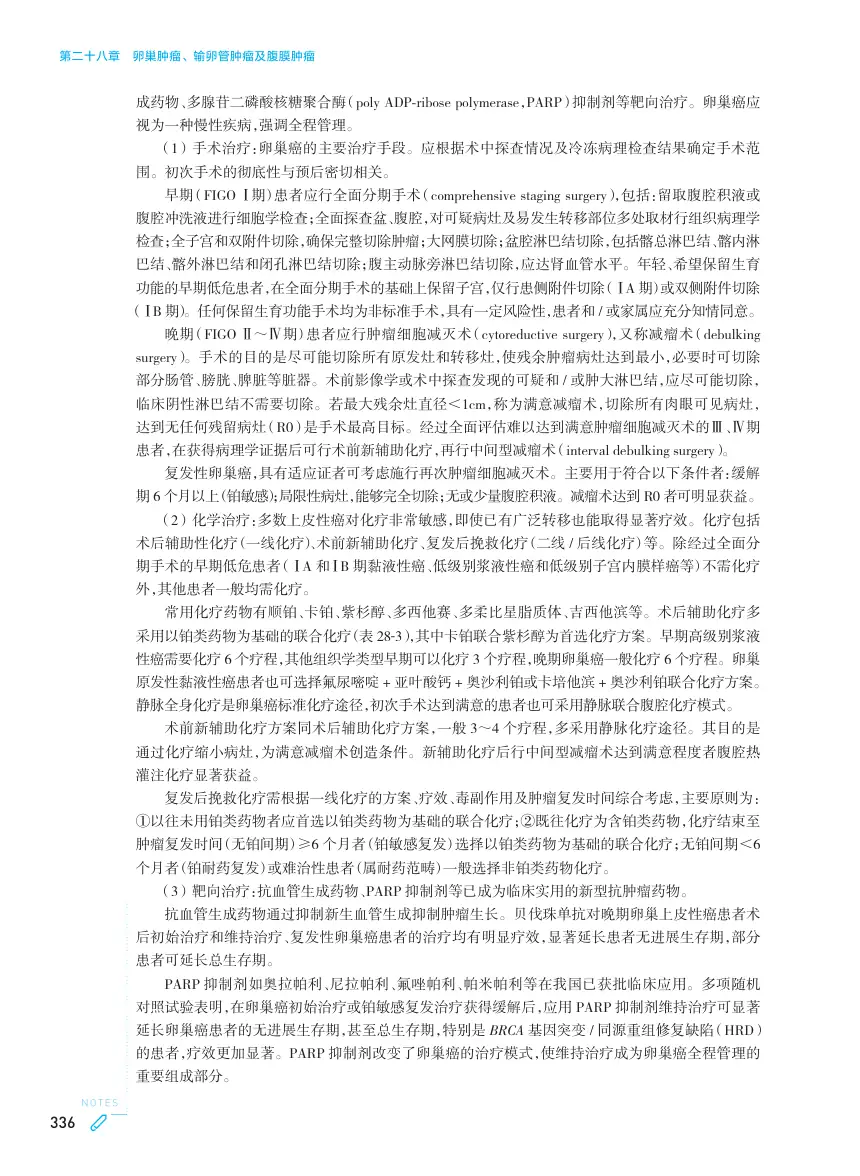 第二十八章　卵巢肿瘤、输卵管肿瘤及腹膜肿瘤
成药物、多腺苷二磷酸核糖聚合酶（poly ADP-ribose polymerase,PARP）抑制剂等靶向治疗。卵巢癌应
视为一种慢性疾病,强调全程管理。
（1）手术治疗:卵巢癌的主要治疗手段。应根据术中探查情况及冷冻病理检查结果确定手术范
围。初次手术的彻底性与预后密切相关。
早期（FIGO Ⅰ期）患者应行全面分期手术（comprehensive staging surgery）,包括:留取腹腔积液或
腹腔冲洗液进行细胞学检查;全面探查盆、腹腔,对可疑病灶及易发生转移部位多处取材行组织病理学
检查;全子宫和双附件切除,确保完整切除肿瘤;大网膜切除;盆腔淋巴结切除,包括髂总淋巴结、髂内淋
巴结、髂外淋巴结和闭孔淋巴结切除;腹主动脉旁淋巴结切除,应达肾血管水平。年轻、希望保留生育
功能的早期低危患者,在全面分期手术的基础上保留子宫,仅行患侧附件切除（ⅠA 期）或双侧附件切除
（ⅠB 期）。任何保留生育功能手术均为非标准手术,具有一定风险性,患者和 / 或家属应充分知情同意。
晚期（FIGO Ⅱ～Ⅳ期）患者应行肿瘤细胞减灭术（cytoreductive surgery）,又称减瘤术（debulking
surgery）。手术的目的是尽可能切除所有原发灶和转移灶,使残余肿瘤病灶达到最小,必要时可切除
部分肠管、膀胱、脾脏等脏器。术前影像学或术中探查发现的可疑和 / 或肿大淋巴结,应尽可能切除,
临床阴性淋巴结不需要切除。若最大残余灶直径＜1cm,称为满意减瘤术,切除所有肉眼可见病灶,
达到无任何残留病灶（R0）是手术最高目标。经过全面评估难以达到满意肿瘤细胞减灭术的Ⅲ、Ⅳ期
患者,在获得病理学证据后可行术前新辅助化疗,再行中间型减瘤术（interval debulking surgery）。
复发性卵巢癌,具有适应证者可考虑施行再次肿瘤细胞减灭术。主要用于符合以下条件者:缓解
期 6 个月以上(铂敏感);局限性病灶,能够完全切除;无或少量腹腔积液。减瘤术达到 R0 者可明显获益。
（2）化学治疗:多数上皮性癌对化疗非常敏感,即使已有广泛转移也能取得显著疗效。化疗包括
术后辅助性化疗(一线化疗)、术前新辅助化疗、复发后挽救化疗(二线 / 后线化疗)等。除经过全面分
期手术的早期低危患者（ⅠA 和ⅠB 期黏液性癌、低级别浆液性癌和低级别子宫内膜样癌等）不需化疗
外,其他患者一般均需化疗。
常用化疗药物有顺铂、卡铂、紫杉醇、多西他赛、多柔比星脂质体、吉西他滨等。术后辅助化疗多
采用以铂类药物为基础的联合化疗(表 28-3),其中卡铂联合紫杉醇为首选化疗方案。早期高级别浆液
性癌需要化疗 6 个疗程,其他组织学类型早期可以化疗 3 个疗程,晚期卵巢癌一般化疗 6 个疗程。卵巢
原发性黏液性癌患者也可选择氟尿嘧啶 + 亚叶酸钙 + 奥沙利铂或卡培他滨 + 奥沙利铂联合化疗方案。
静脉全身化疗是卵巢癌标准化疗途径,初次手术达到满意的患者也可采用静脉联合腹腔化疗模式。
术前新辅助化疗方案同术后辅助化疗方案,一般 3～4 个疗程,多采用静脉化疗途径。其目的是
通过化疗缩小病灶,为满意减瘤术创造条件。新辅助化疗后行中间型减瘤术达到满意程度者腹腔热
灌注化疗显著获益。
复发后挽救化疗需根据一线化疗的方案、疗效、毒副作用及肿瘤复发时间综合考虑,主要原则为:
①以往未用铂类药物者应首选以铂类药物为基础的联合化疗;②既往化疗为含铂类药物,化疗结束至
肿瘤复发时间（无铂间期）≥6 个月者（铂敏感复发）选择以铂类药物为基础的联合化疗;无铂间期＜6
个月者(铂耐药复发)或难治性患者(属耐药范畴)一般选择非铂类药物化疗。
（3）靶向治疗:抗血管生成药物、PARP 抑制剂等已成为临床实用的新型抗肿瘤药物。
抗血管生成药物通过抑制新生血管生成抑制肿瘤生长。贝伐珠单抗对晚期卵巢上皮性癌患者术
后初始治疗和维持治疗、复发性卵巢癌患者的治疗均有明显疗效,显著延长患者无进展生存期,部分
患者可延长总生存期。
PARP 抑制剂如奥拉帕利、尼拉帕利、氟唑帕利、帕米帕利等在我国已获批临床应用。多项随机
对照试验表明,在卵巢癌初始治疗或铂敏感复发治疗获得缓解后,应用 PARP 抑制剂维持治疗可显著
延长卵巢癌患者的无进展生存期,甚至总生存期,特别是 BRCA 基因突变 / 同源重组修复缺陷（HRD）
的患者,疗效更加显著。PARP 抑制剂改变了卵巢癌的治疗模式,使维持治疗成为卵巢癌全程管理的
重要组成部分。
NOTES
336